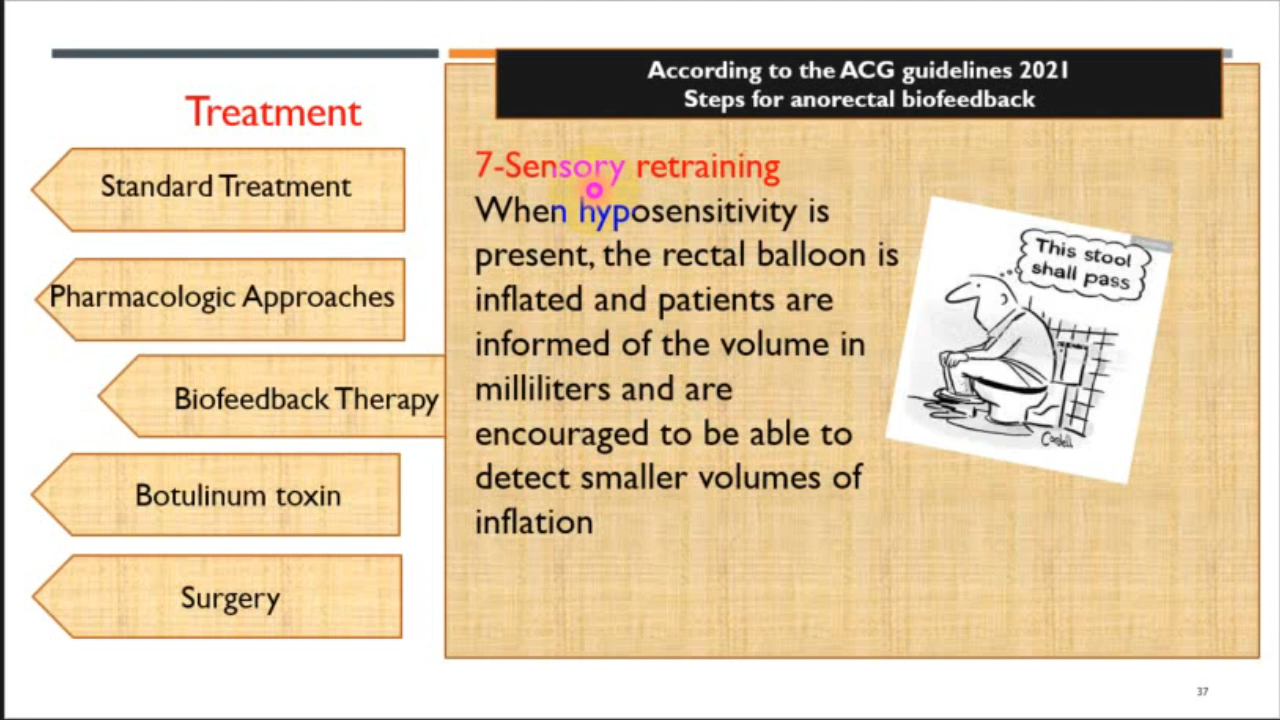 According to the ACG guidelines 2021
Steps for anorectal biofeedback
Treatment
Standard Treatment
Pharmacologic Approaches
Biofeedback Therapy
Botulinum toxin
Surgery
7-Sensory retraining
When hyposensitivity is
present, the rectal balloon is
inflated and patients are
informed of the volume in
milliliters and are
encouraged to be able to
detect smaller volumes of
inflation
This stool
shall pass
37